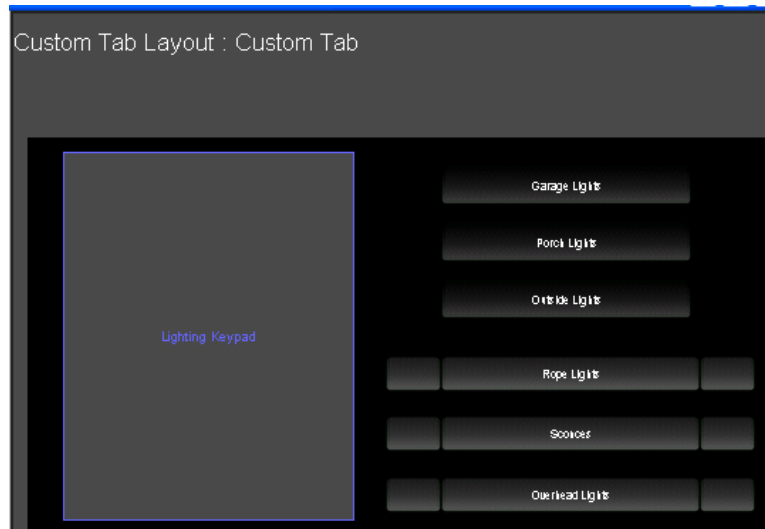 Custom Tab Layout : Custom Tab
Lighting Keypad
Garage Lights
Porch Lights
Outside Lights
Rope Lights
Sconces
Overhead Lights